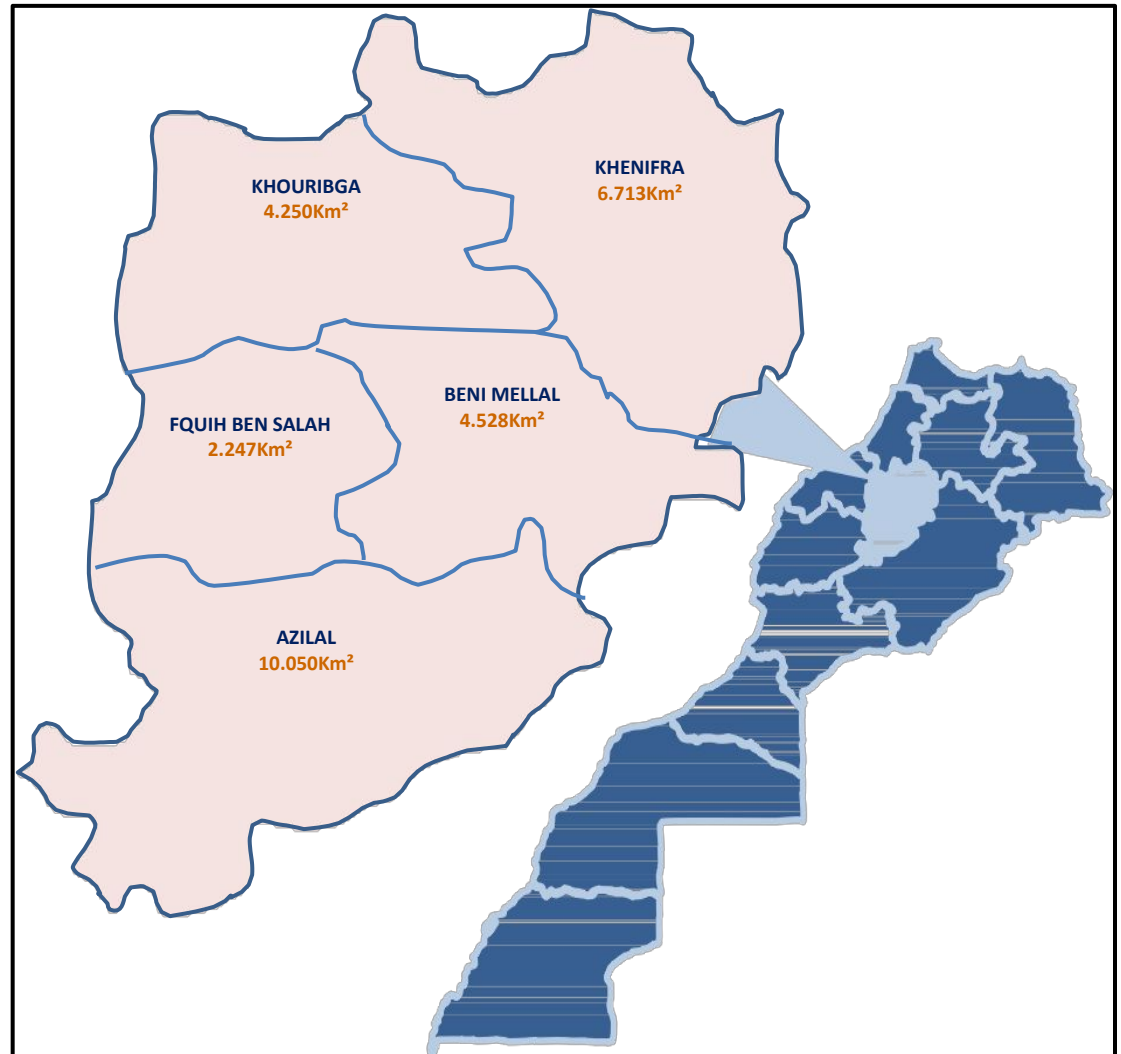 KHENIFRA
6.713Km²
KHOURIBGA
4.250Km²
BENI MELLAL
4.528Km²
FQUIH BEN SALAH
2.247Km²
AZILAL
10.050Km²